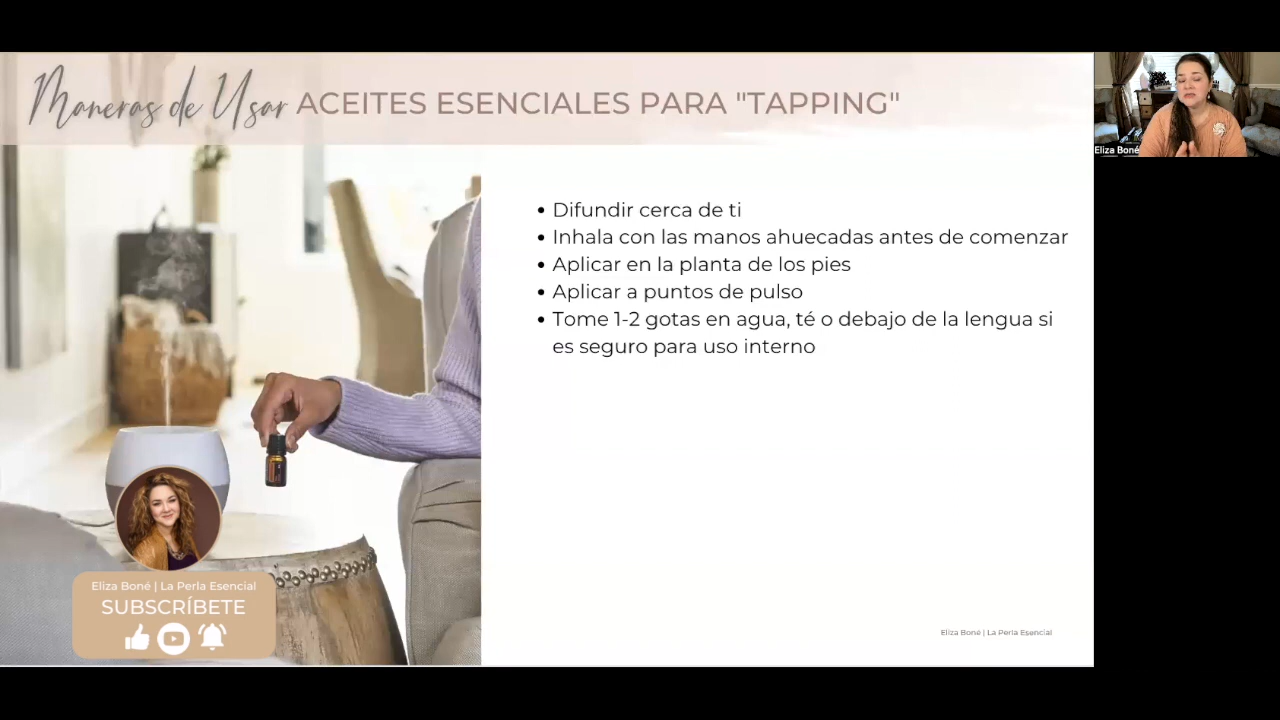 Maneras de Usar ACEITES ESENCIALES PARA "TAPPING"
Eliza Boné
• Difundir cerca de ti
• Inhala con las manos ahuecadas antes de comenzar
• Aplicar en la planta de los pies
• Aplicar a puntos de pulso
• Tome 1-2 gotas en agua, té o debajo de la lengua si
es seguro para uso interno
Eliza Boné | La Perla Esencial
SUBSCRÍBETE
Eliza Boné | La Perla Esencial